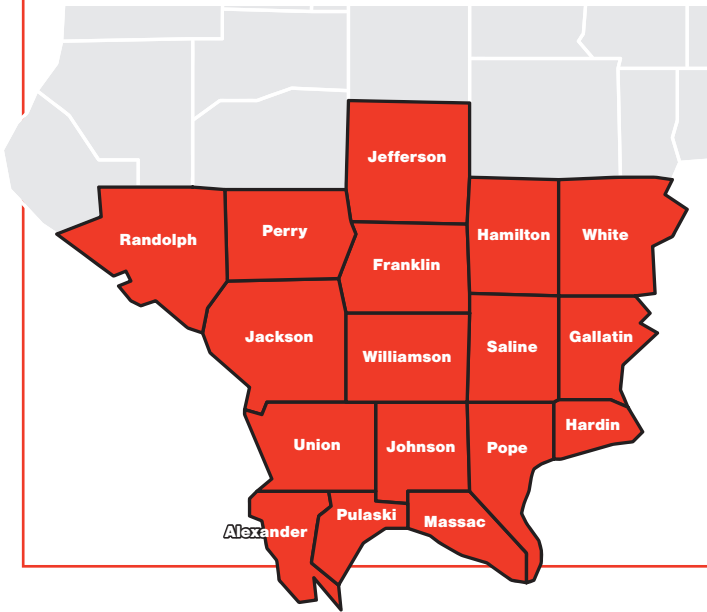 Jefferson
Randolph
Perry
Hamilton
White
Franklin
Jackson
Williamson
Saline
Gallatin
Union
Johnson
Pope
Hardin
Alexander
Pulaski
Massac